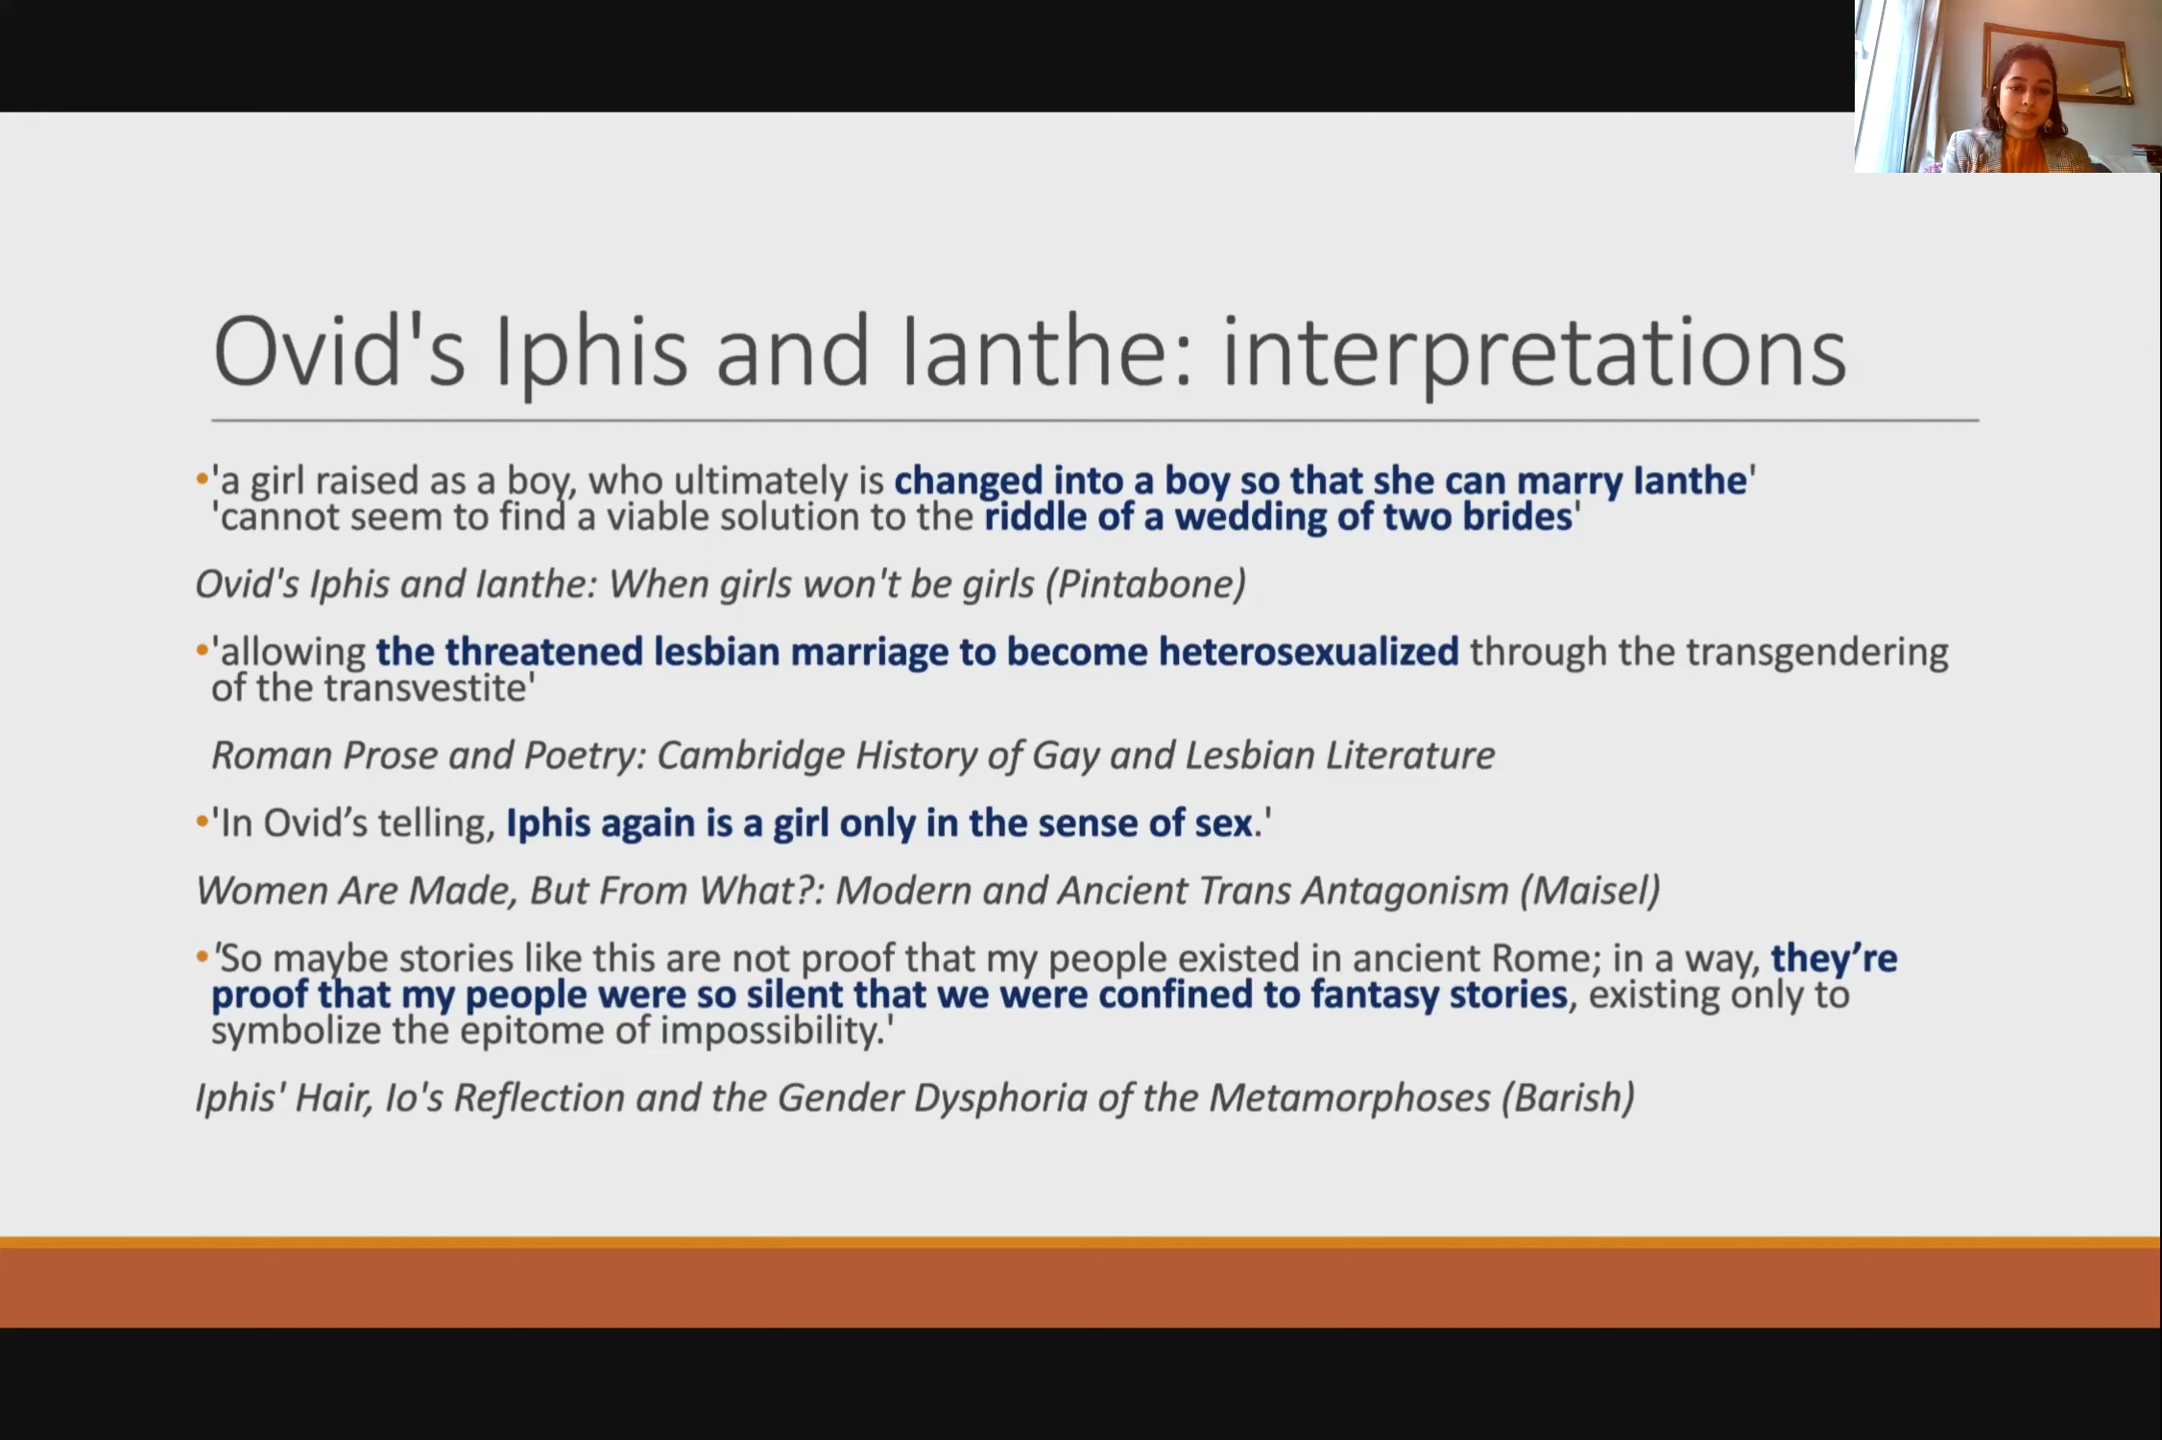 Ovid's Iphis and Ianthe: interpretations
•'a girl raised as a boy, who ultimately is changed into a boy so that she can marry Ianthe'
'cannot seem to find a viable solution to the riddle of a wedding of two brides'
Ovid's Iphis and Ianthe: When girls won't be girls (Pintabone)
•'allowing the threatened lesbian marriage to become heterosexualized through the transgendering
of the transvestite'
Roman Prose and Poetry: Cambridge History of Gay and Lesbian Literature
•'In Ovid’s telling, Iphis again is a girl only in the sense of sex.'
Women Are Made, But From What?: Modern and Ancient Trans Antagonism (Maisel)
•'So maybe stories like this are not proof that my people existed in ancient Rome; in a way, they’re
proof that my people were so silent that we were confined to fantasy stories, existing only to
symbolize the epitome of impossibility.'
Iphis' Hair, Io's Reflection and the Gender Dysphoria of the Metamorphoses (Barish)